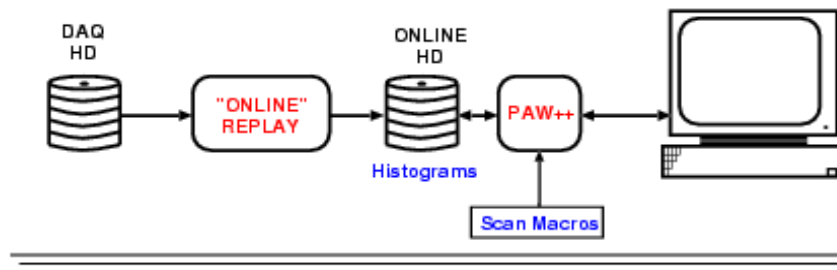 DAQ
HD
"ONLINE"
REPLAY
ONLINE
HD
Histograms
PAW++
Scan Macros